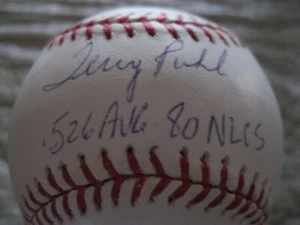 Terry Puhl
.526 AVG 80 NLCS